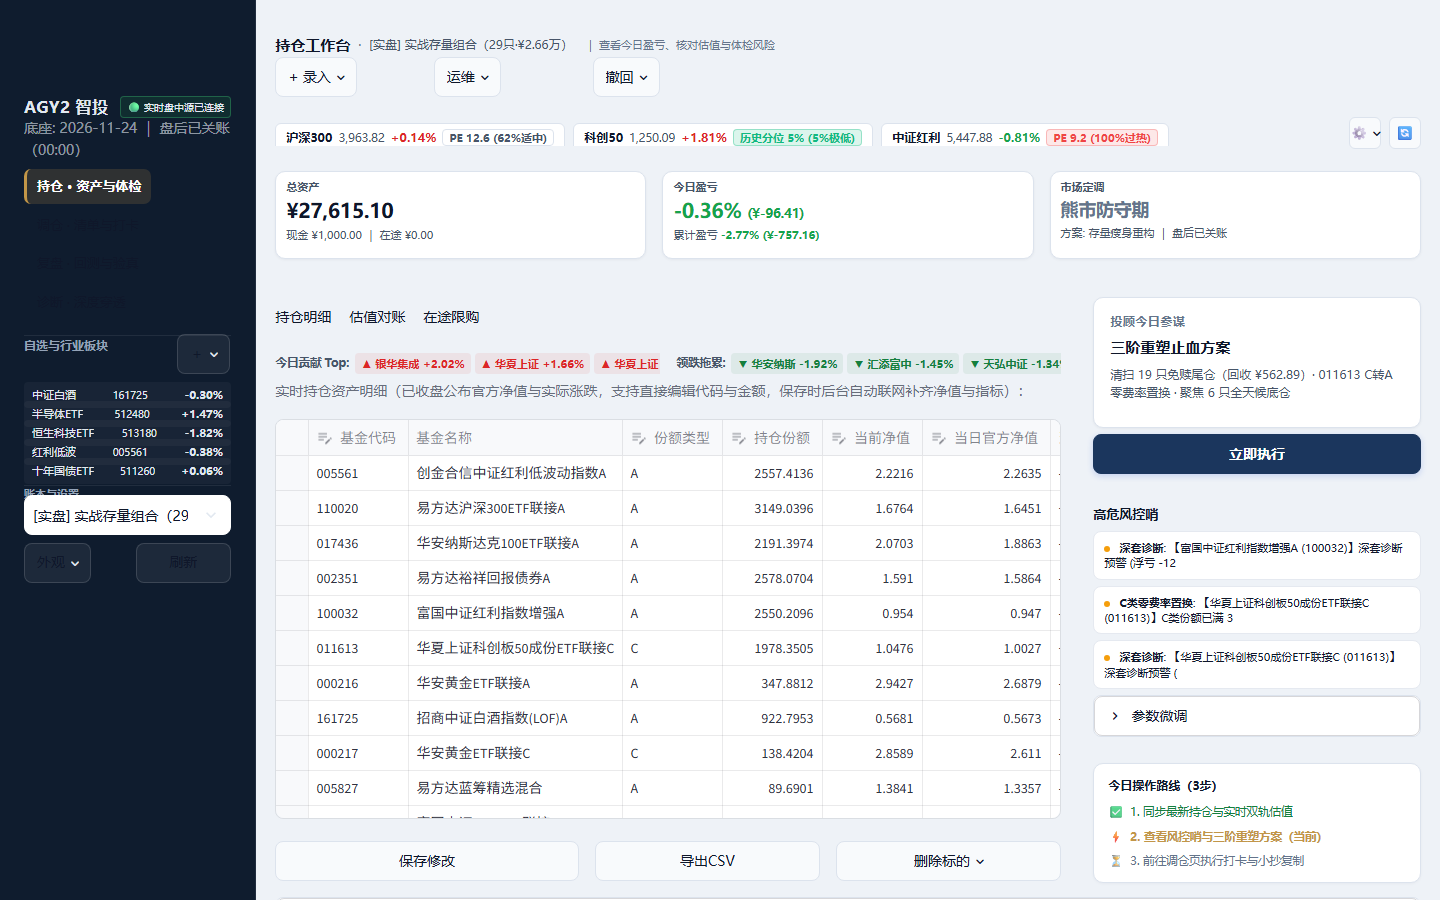 AGY2 智投
实时盘中源已连接
底座: 2026-11-24 | 盘后已关账
(00:00)
持仓 • 资产与体检
自选与行业板块
中证白酒 161725 -0.30%
半导体ETF 512480 +1.47%
恒生科技ETF 513180 -1.82%
红利低波 005561 -0.38%
十年国债ETF 511260 +0.06%
账本与设置
[实盘] 实战存量组合（29
外观
刷新
持仓工作台 · [实盘] 实战存量组合（29只·¥2.66万） | 查看今日盈亏、核对估值与体检风险
+ 录入
运维
撤回
沪深300 3,963.82 +0.14% PE 12.6 (62%适中)
科创50 1,250.09 +1.81% 历史分位 5% (5%极低)
中证红利 5,447.88 -0.81% PE 9.2 (100%过热)
总资产
¥27,615.10
现金 ¥1,000.00 | 在途 ¥0.00
今日盈亏
-0.36% (¥-96.41)
累计盈亏 -2.77% (¥-757.16)
市场定调
熊市防守期
方案: 存量瘦身重构 | 盘后已关账
持仓明细 估值对账 在途限购
今日贡献 Top: ▲ 银华集成 +2.02% ▲ 华夏上证 +1.66% ▲ 华夏上证
领跌拖累: ▼ 华安纳斯 -1.92% ▼ 汇添富中 -1.45% ▼ 天弘中证 -1.34%
实时持仓资产明细（已收盘公布官方净值与实际涨跌，支持直接编辑代码与金额，保存时后台自动联网补齐净值与指标）：
基金代码 基金名称 份额类型 持仓份额 当前净值 当日官方净值
005561 创金合信中证红利低波动指数A A 2557.4136 2.2216 2.2635
110020 易方达沪深300ETF联接A A 3149.0396 1.6764 1.6451
017436 华安纳斯达克100ETF联接A A 2191.3974 2.0703 1.8863
002351 易方达裕祥回报债券A A 2578.0704 1.591 1.5864
100032 富国中证红利指数增强A A 2550.2096 0.954 0.947
011613 华夏上证科创板50成份ETF联接C C 1978.3505 1.0476 1.0027
000216 华安黄金ETF联接A A 347.8812 2.9427 2.6879
161725 招商中证白酒指数(LOF)A A 922.7953 0.5681 0.5673
000217 华安黄金ETF联接C C 138.4204 2.8589 2.611
005827 易方达蓝筹精选混合 A 89.6901 1.3841 1.3357
保存修改
导出CSV
删除标的
投顾今日参谋
三阶重塑止血方案
清扫 19 只免赎尾仓（回收 ¥562.89）· 011613 C转A
零费率置换 · 聚焦 6 只全天候底仓
立即执行
高危风控哨
深套诊断: 【富国中证红利指数增强A (100032)】深套诊断
预警 (浮亏 -12
C类零费率置换: 【华夏上证科创板50成份ETF联接C
(011613)】C类份额已满 3
深套诊断: 【华夏上证科创板50成份ETF联接C (011613)】
深套诊断预警 (
参数微调
今日操作路线（3步）
1. 同步最新持仓与实时双轨估值
2. 查看风控哨与三阶重塑方案（当前）
3. 前往调仓页执行打卡与小抄复制